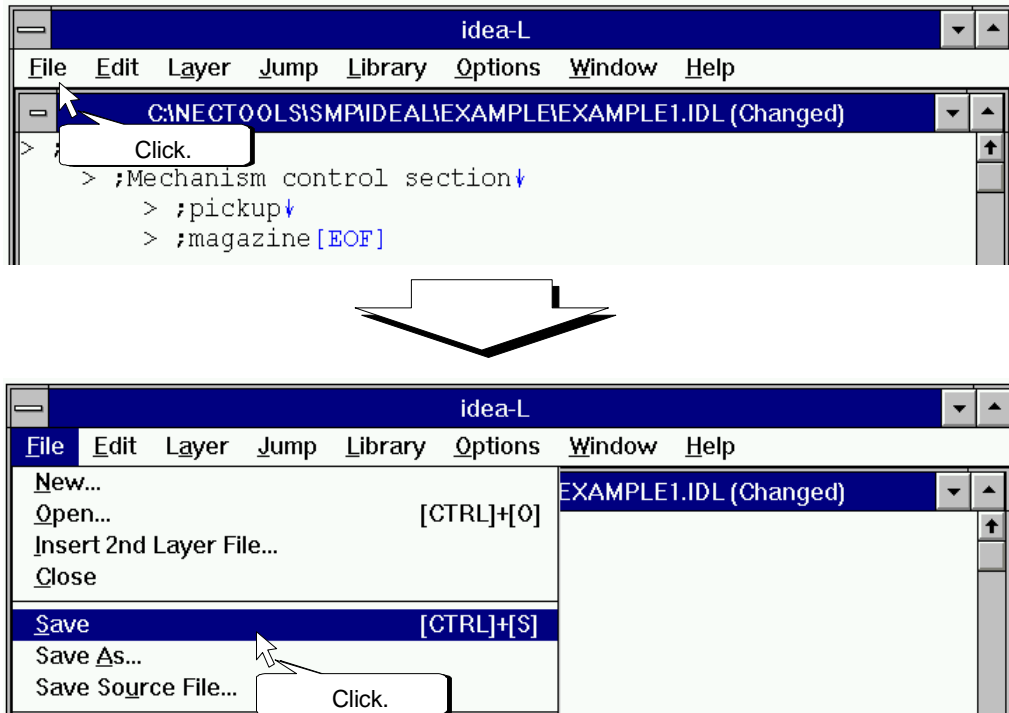 idea-L
File Edit Layer Jump Library Options Window Help
C:\NECTOOLS\SMP\IDEAL\EXAMPLE\EXAMPLE1.IDL (Changed)
Click.
> ;
> ;Mechanism control section↓
> ;pickup↓
> ;magazine[EOF]
idea-L
File Edit Layer Jump Library Options Window Help
EXAMPLE1.IDL (Changed)
New...
Open... [CTRL]+[O]
Insert 2nd Layer File...
Close
Save [CTRL]+[S]
Save As...
Save Source File...
Click.